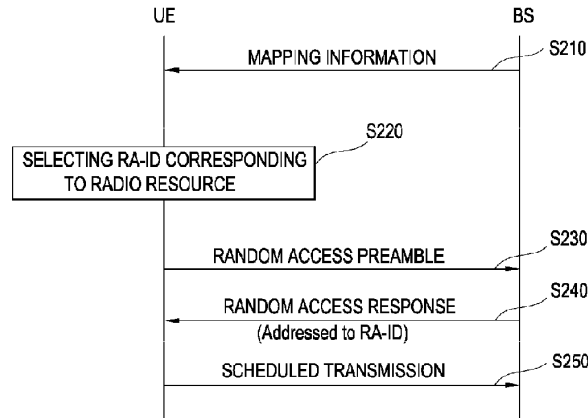 UE
BS
MAPPING INFORMATION
S210
S220
SELECTING RA-ID CORRESPONDING
TO RADIO RESOURCE
RANDOM ACCESS PREAMBLE
S230
RANDOM ACCESS RESPONSE
S240
(Addressed to RA-ID)
SCHEDULED TRANSMISSION
S250